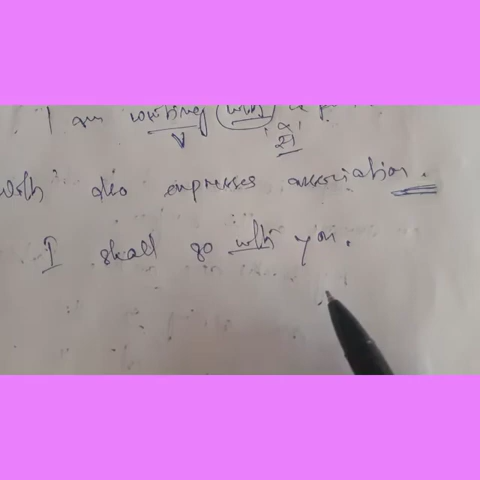 I am writing with a
V 'से'
with also expresses association.
I shall go with you.